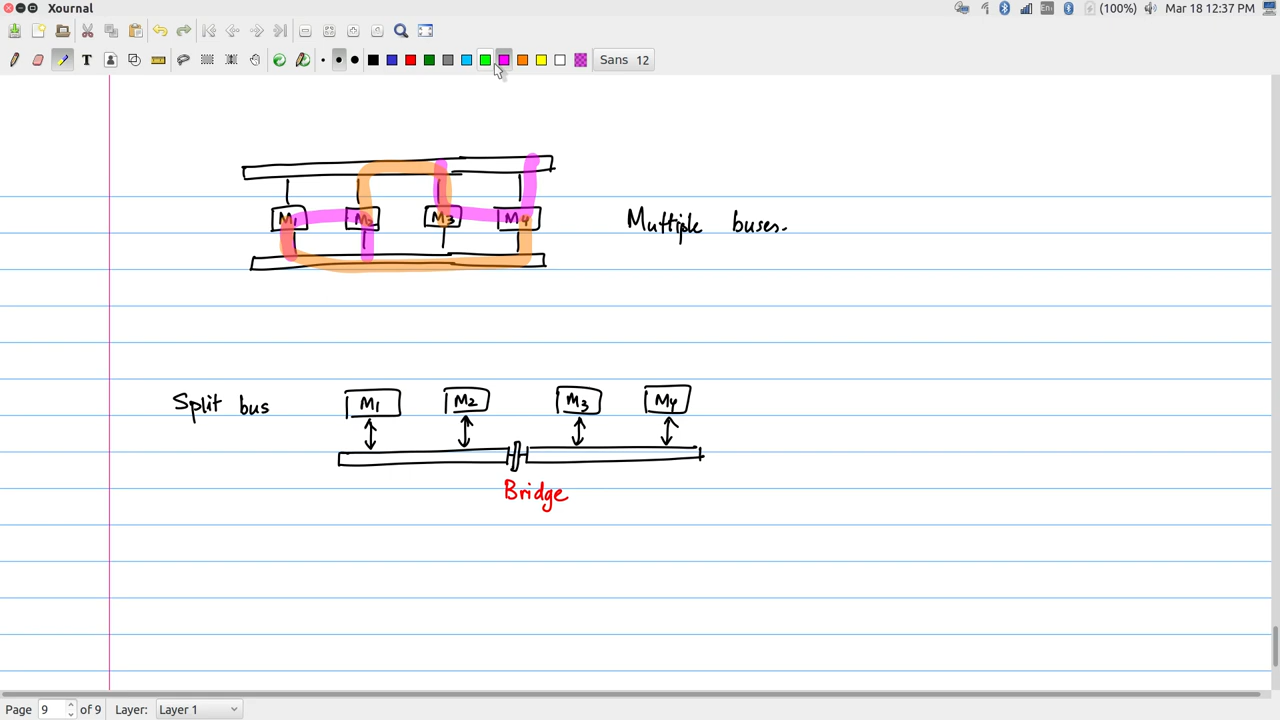 Xournal
(100%)
Mar 18 12:37 PM
En
T
Sans 12
M1 M2 M3 M4
Multiple buses.
Split bus
M1 M2 M3 M4
Bridge
Page 9 of 9 Layer: Layer 1